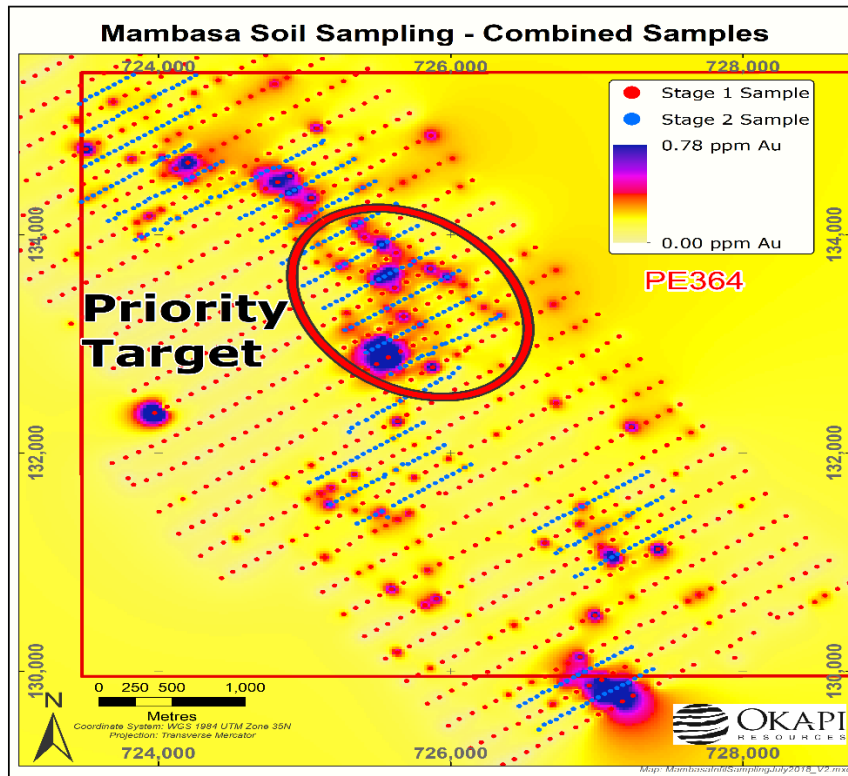 Mambasa Soil Sampling - Combined Samples
724,000
726,000
728,000
Stage 1 Sample
Stage 2 Sample
0.78 ppm Au
0.00 ppm Au
134,000
134,000
PE364
Priority
Target
132,000
132,000
130,000
130,000
N
0 250 500 1,000
Metres
Coordinate System: WGS 1984 UTM Zone 35N
Projection: Transverse Mercator
OKAPI
RESOURCES
724,000
726,000
728,000